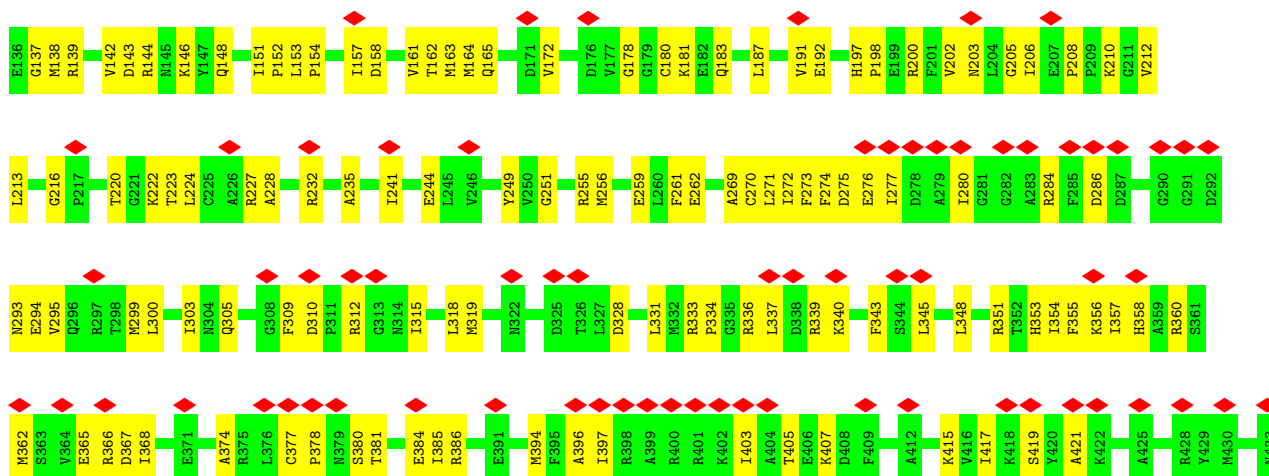 E136 G137 M138 R139 V142 D143 R144 N145 K146 Y147 Q148 I151 P152 L153 P154 I157 D158 V161 T162 M163 M164 Q165 D171 V172 D176 V177 G178 G179 C180 K181 E182 Q183 L187 V191 E192 H197 P198 E199 R200 F201 V202 N203 L204 G205 I206 E207 P208 P209 K210 G211 V212
L213 G216 P217 T220 G221 K222 T223 L224 C225 A226 R227 A228 R232 A235 I241 E244 L245 V246 Y249 V250 G251 R255 M256 E259 L260 F261 E262 A269 C270 L271 I272 F273 F274 D275 E276 I277 D278 A279 I280 G281 G282 A283 R284 F285 D286 D287 G290 G291 D292
N293 E294 V295 Q296 R297 T298 M299 L300 I303 N304 Q305 G308 F309 D310 P311 R312 G313 N314 I315 L318 M319 N322 D325 T326 L327 D328 L331 M332 R333 P334 G335 R336 L337 D338 R339 K340 F343 S344 L345 L348 R351 T352 H353 I354 F355 K356 I357 H358 A359 R360 S361
M362 S363 V364 E365 R366 D367 I368 E371 A374 R375 L376 C377 P378 N379 S380 T381 E384 I385 R386 E391 M394 F395 A396 I397 R398 A399 R400 R401 K402 I403 A404 T405 E406 K407 D408 F409 A412 K415 V416 I417 K418 S419 Y420 A421 K422 A425 R428 Y429 M430